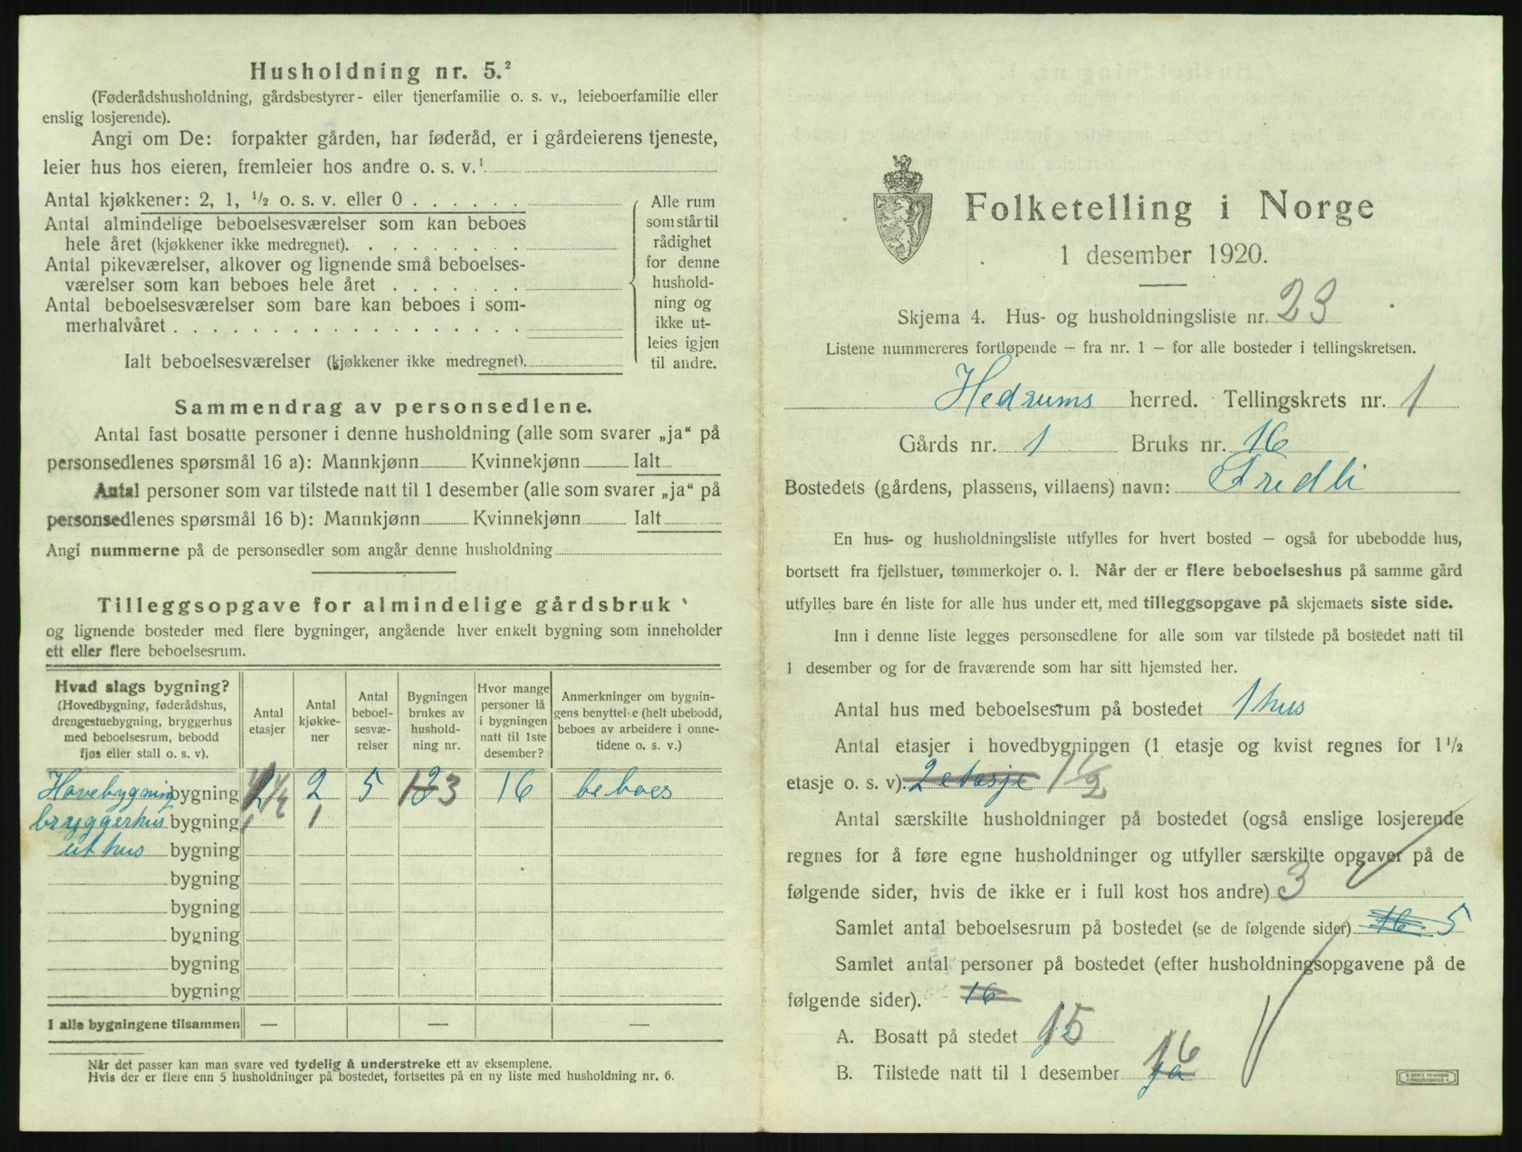 Husholdning nr. 5.²
(Føderådshusholdning, gårdsbestyrer- eller tjenerfamilie o. s. v., leieboerfamilie eller
enslig losjerende).
Angi om De: forpakter gården, har føderåd, er i gårdeierens tjeneste,
leier hus hos eieren, fremleier hos andre o. s. v.¹
Antal kjøkkener: 2, 1, ½ o. s. v. eller 0 . . . . . .
Antal almindelige beboelsesværelser som kan beboes
hele året (kjøkkener ikke medregnet). . . . . . . .
Antal pikeværelser, alkover og lignende små beboelses-
værelser som kan beboes hele året . . . . . . .
Antal beboelsesværelser som bare kan beboes i som-
merhalvåret . . . . . . . . . . . . . . . . . .
Ialt beboelsesværelser (kjøkkener ikke medregnet).
Alle rum
som står til
rådighet
for denne
hushold-
ning og
ikke ut-
leies igjen
til andre.
Sammendrag av personsedlene.
Antal fast bosatte personer i denne husholdning (alle som svarer „ja“ på
personsedlenes spørsmål 16 a): Mannkjønn Kvinnekjønn Ialt
Antal personer som var tilstede natt til 1 desember (alle som svarer „ja“ på
personsedlenes spørsmål 16 b): Mannkjønn Kvinnekjønn Ialt
Angi nummerne på de personsedler som angår denne husholdning
Tilleggsopgave for almindelige gårdsbruk
og lignende bosteder med flere bygninger, angående hver enkelt bygning som inneholder
ett eller flere beboelsesrum.
Hvad slags bygning?
(Hovedbygning, føderådshus,
drengestuebygning, bryggerhus
med beboelsesrum, bebodd
fjøs eller stall o. s. v).
Antal
etasjer
Antal
kjøkke-
ner
Antal
beboel-
sesvæ-
relser
Bygningen
brukes av
hushold-
ning nr.
Hvor mange
personer lå
i bygningen
natt til 1ste
desember?
Anmerkninger om bygnin-
gens benyttelse (helt ubebodd,
beboes av arbeidere i onne-
tidene o. s. v.)
Hovebygning bygning 2 5 16 beboes
bryggerhus bygning 1 1
uthus bygning
bygning
bygning
bygning
bygning
bygning
I alle bygningene tilsammen — — —
Når det passer kan man svare ved tydelig å understreke ett av eksemplene.
Hvis der er flere enn 5 husholdninger på bostedet, fortsettes på en ny liste med husholdning nr. 6.
Folketelling i Norge
1 desember 1920.
Skjema 4. Hus- og husholdningsliste nr. 23
Listene nummereres fortløpende — fra nr. 1 — for alle bosteder i tellingskretsen.
Hedrums herred. Tellingskrets nr. 1
Gårds nr. 1 Bruks nr. 16
Bostedets (gårdens, plassens, villaens) navn: Fredli
En hus- og husholdningsliste utfylles for hvert bosted — også for ubebodde hus,
bortsett fra fjellstuer, tømmerkojer o. l. Når der er flere beboelseshus på samme gård
utfylles bare én liste for alle hus under ett, med tilleggsopgave på skjemaets siste side.
Inn i denne liste legges personsedlene for alle som var tilstede på bostedet natt til
1 desember og for de fraværende som har sitt hjemsted her.
Antal hus med beboelsesrum på bostedet 1 hus
Antal etasjer i hovedbygningen (1 etasje og kvist regnes for 1½
etasje o. s. v). 2 etasje 1½
Antal særskilte husholdninger på bostedet (også enslige losjerende
regnes for å føre egne husholdninger og utfyller særskilte opgaver på de
følgende sider, hvis de ikke er i full kost hos andre) 3
Samlet antal beboelsesrum på bostedet (se de følgende sider) 16 5
Samlet antal personer på bostedet (efter husholdningsopgavene på de
følgende sider). 16
A. Bosatt på stedet 15
B. Tilstede natt til 1 desember 16 ja